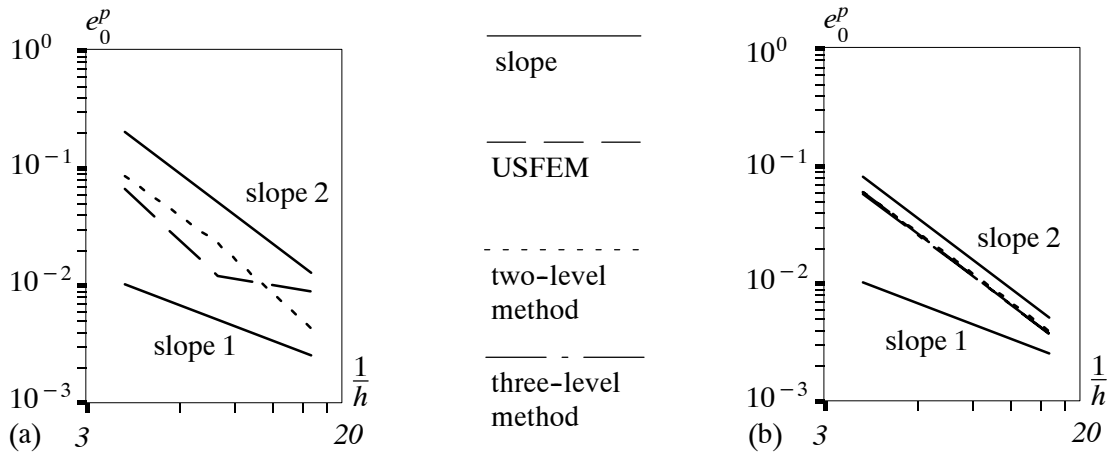 e_0^p
10^0
10^{-1}
10^{-2}
10^{-3}
slope 2
slope 1
1/h
3
20
(a)
slope
USFEM
two-level
method
three-level
method
e_0^p
10^0
10^{-1}
10^{-2}
10^{-3}
slope 2
slope 1
1/h
3
20
(b)